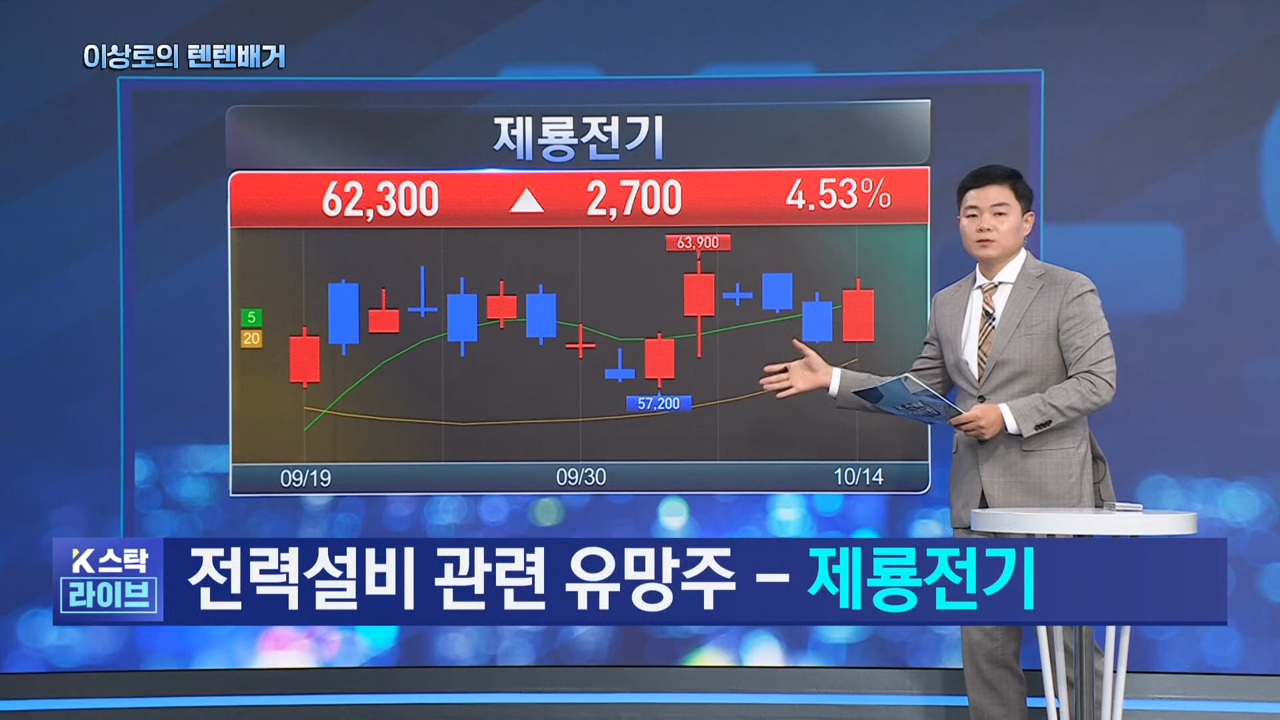 이상로의 텐텐배거
제룡전기
62,300 ▲ 2,700 4.53%
63,900
5
20
57,200
09/19 09/30 10/14
K스탁
라이브
전력설비 관련 유망주 - 제룡전기